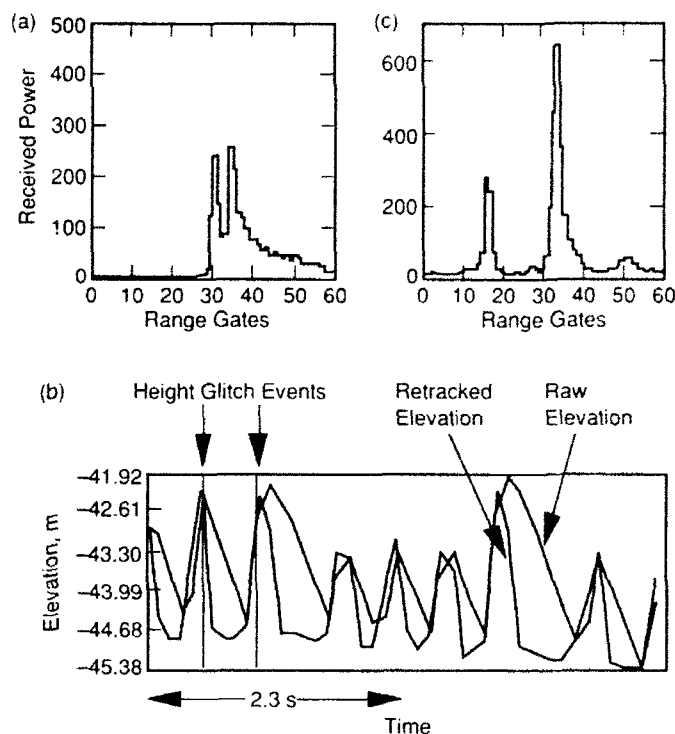 (a)
500
400
300
200
100
0
Received Power
0 10 20 30 40 50 60
Range Gates
(c)
600
400
200
0
0 10 20 30 40 50 60
Range Gates
(b)
Height Glitch Events
Retracked Elevation
Raw Elevation
-41.92
-42.61
-43.30
-43.99
-44.68
-45.38
Elevation, m
2.3 s
Time